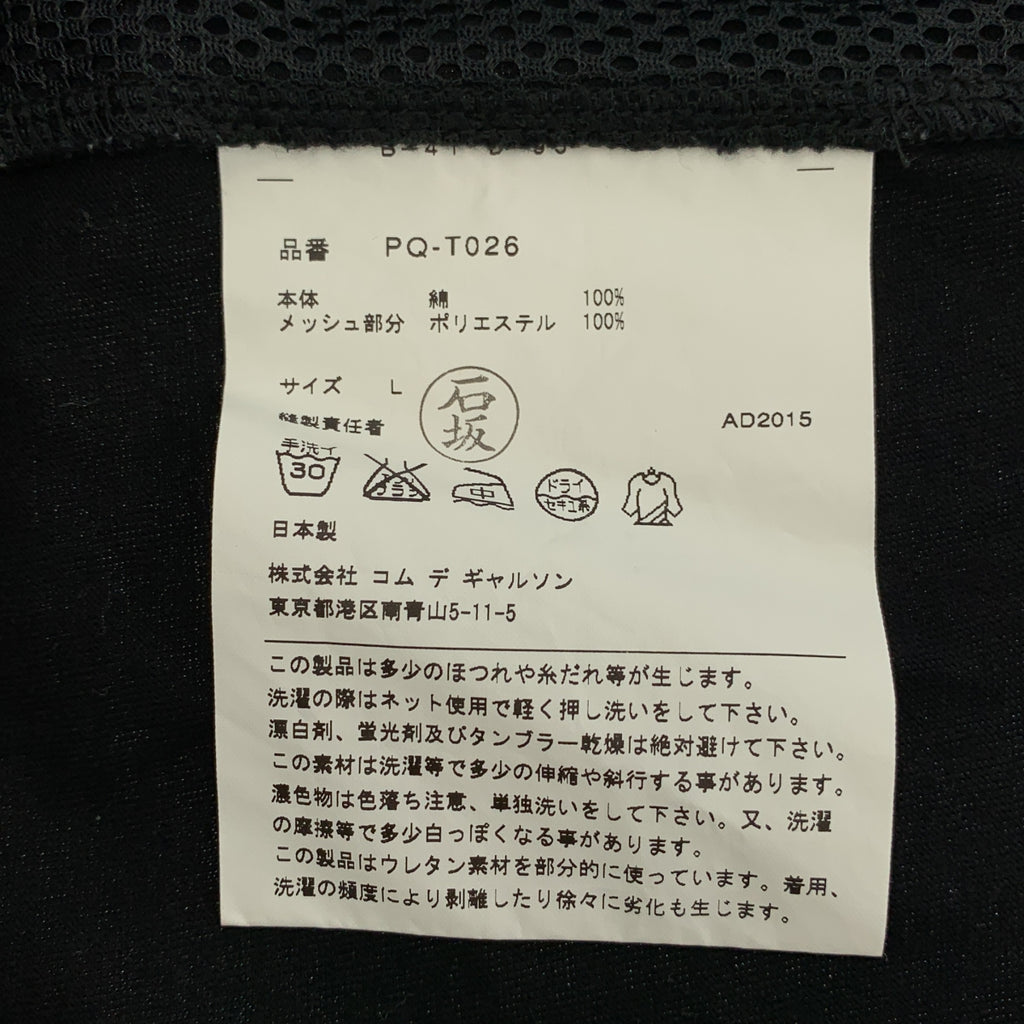 品番 PQ-T026
本体 綿 100%
メッシュ部分 ポリエステル 100%
サイズ L
石坂
縫製責任者
AD2015
手洗イ
30
エンソサラシ
中
ドライ
セキユ系
日本製
株式会社 コム デ ギャルソン
東京都港区南青山5-11-5
この製品は多少のほつれや糸だれ等が生じます。
洗濯の際はネット使用で軽く押し洗いをして下さい。
漂白剤、蛍光剤及びタンブラー乾燥は絶対避けて下さい。
この素材は洗濯等で多少の伸縮や斜行する事があります。
濃色物は色落ち注意、単独洗いをして下さい。又、洗濯
の摩擦等で多少白っぽくなる事があります。
この製品はウレタン素材を部分的に使っています。着用、
洗濯の頻度により剥離したり徐々に劣化も生じます。